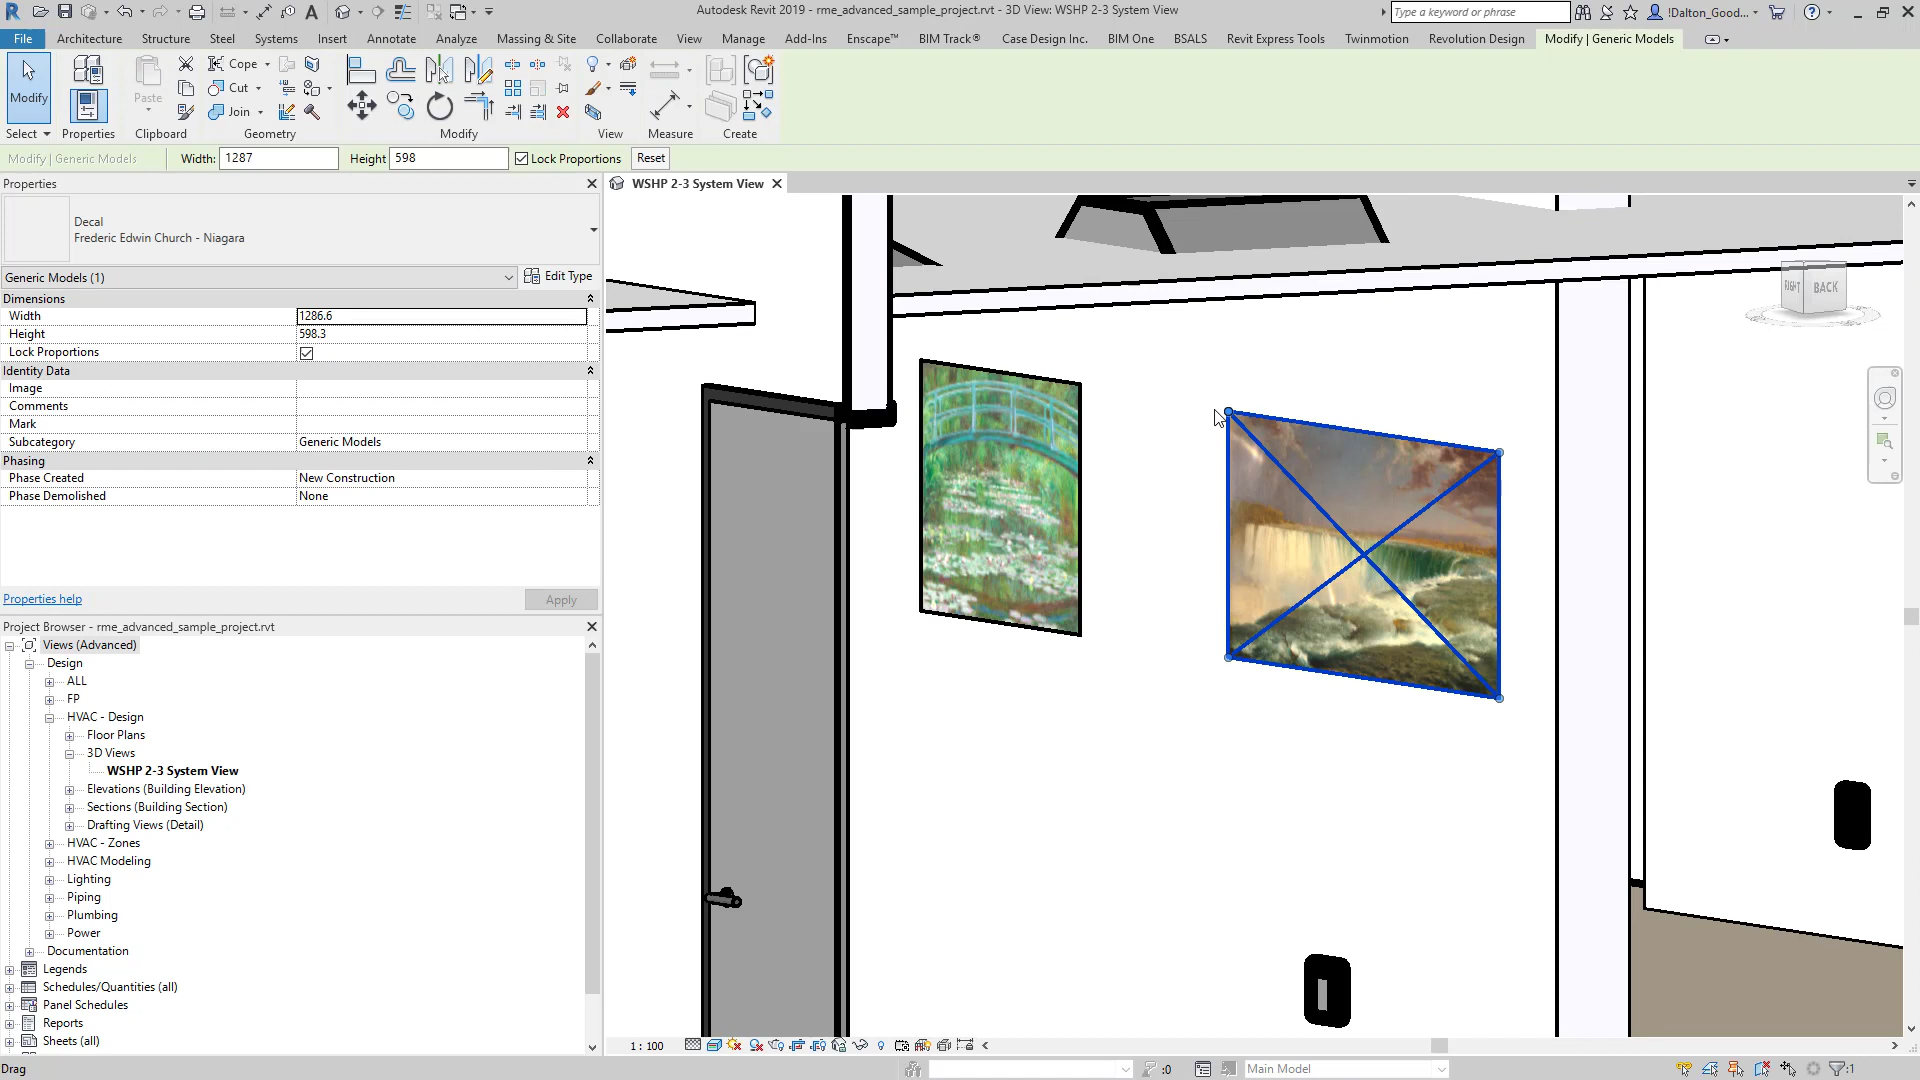 Autodesk Revit 2019 - rme_advanced_sample_project.rvt - 3D View: WSHP 2-3 System View
Type a keyword or phrase
!Dalton_Good...
File Architecture Structure Steel Systems Insert Annotate Analyze Massing & Site Collaborate View Manage Add-Ins Enscape™ BIM Track® Case Design Inc. BIM One BSALS Revit Express Tools Twinmotion Revolution Design Modify | Generic Models
Modify
Paste
Cope
Cut
Join
Select Properties Clipboard Geometry Modify View Measure Create
Modify | Generic Models Width: 1287 Height 598 Lock Proportions Reset
Properties
WSHP 2-3 System View
Decal
Frederic Edwin Church - Niagara
Generic Models (1) Edit Type
Dimensions
Width 1286.6
Height 598.3
Lock Proportions
Identity Data
Image
Comments
Mark
Subcategory Generic Models
Phasing
Phase Created New Construction
Phase Demolished None
Properties help Apply
Project Browser - rme_advanced_sample_project.rvt
Views (Advanced)
Design
ALL
FP
HVAC - Design
Floor Plans
3D Views
WSHP 2-3 System View
Elevations (Building Elevation)
Sections (Building Section)
Drafting Views (Detail)
HVAC - Zones
HVAC Modeling
Lighting
Piping
Plumbing
Power
Documentation
Legends
Schedules/Quantities (all)
Panel Schedules
Reports
Sheets (all)
RIGHT BACK
1 : 100
Drag
:0
Main Model
:1